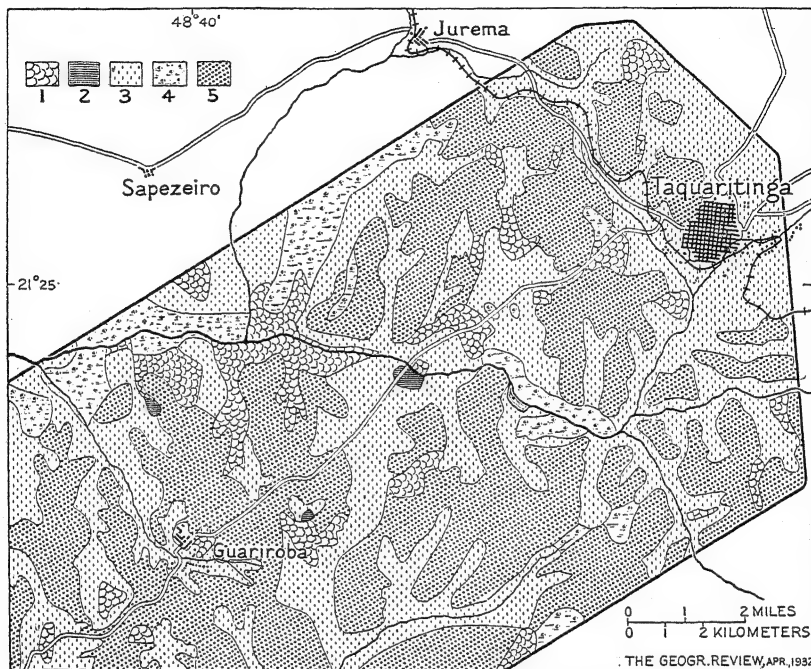 48°40'
Jurema
1 2 3 4 5
Sapezeiro
Taquaritinga
21°25'
Guariroba
0 1 2 MILES
0 1 2 KILOMETERS
THE GEOGR. REVIEW, APR.,